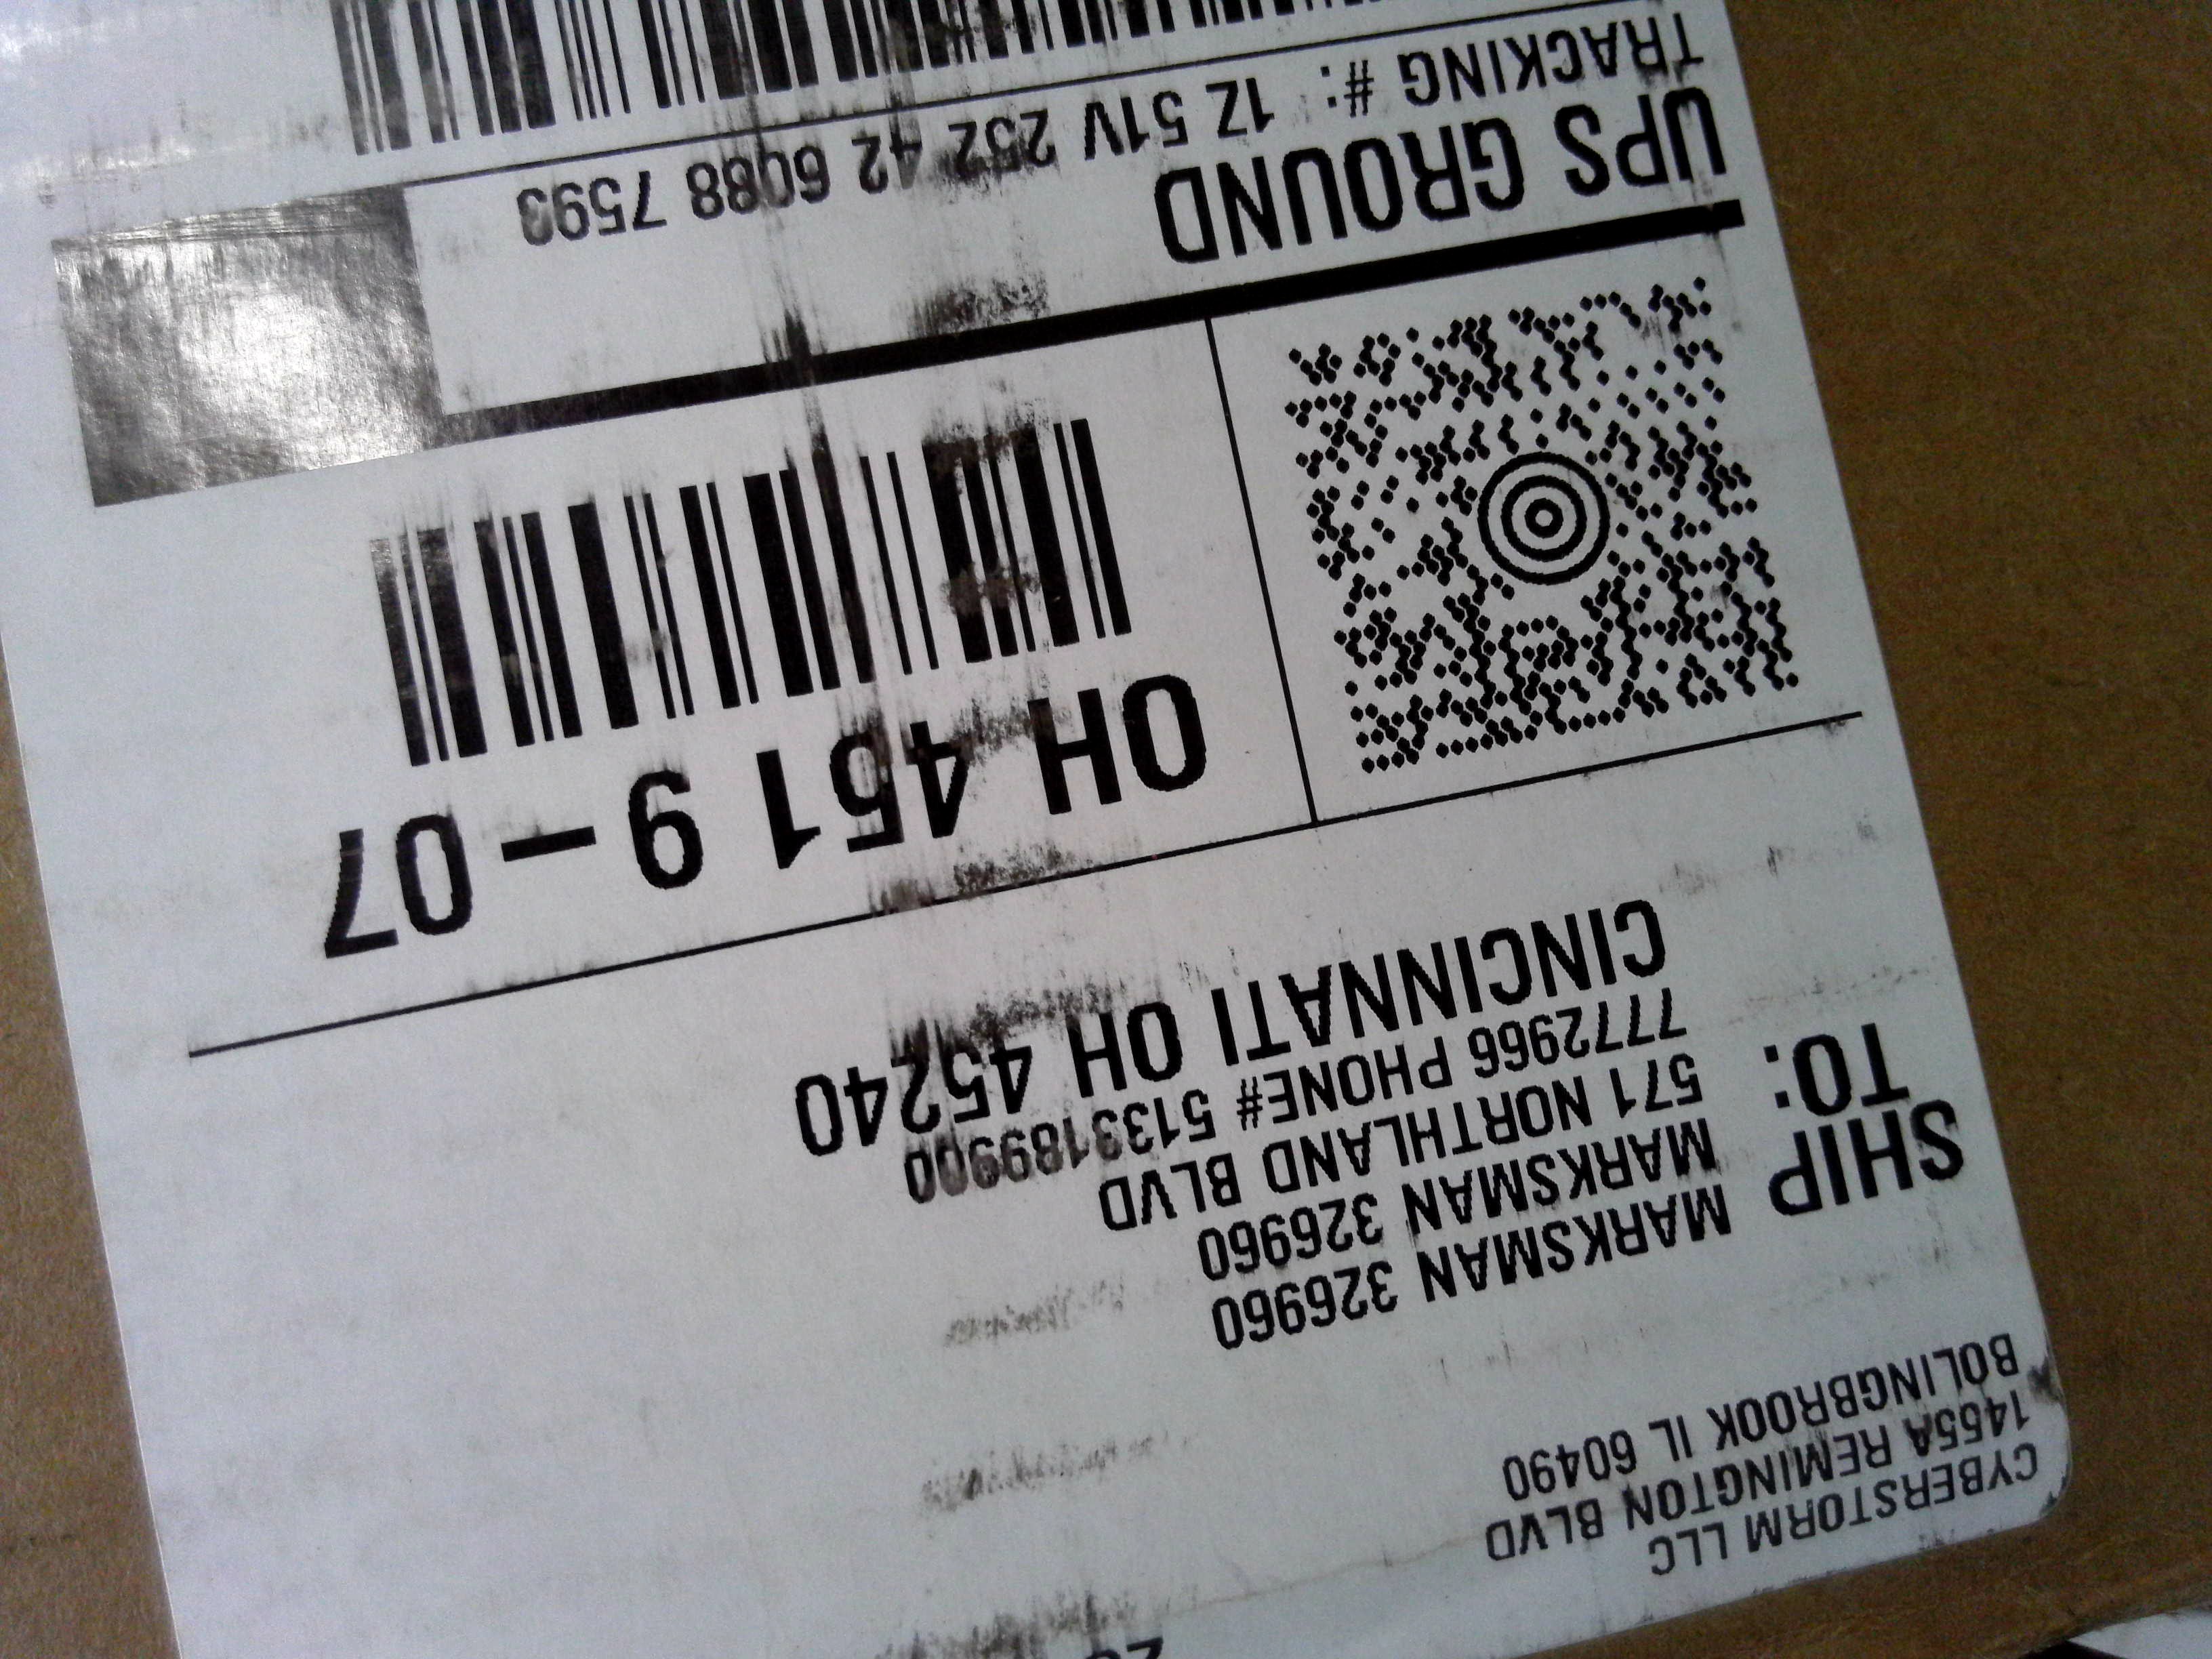 CYBERSTORM LLC
1465A REMINGTON BLVD
BOLINGBROOK IL 60490
SHIP
TO:
MARKSMAN 326960
MARKSMAN 326960
571 NORTHLAND BLVD
7772966 PHONE# 5133189900
CINCINNATI OH 45240
OH 451 9-07
UPS GROUND
TRACKING #: 1Z 51V 252 42 6088 7593